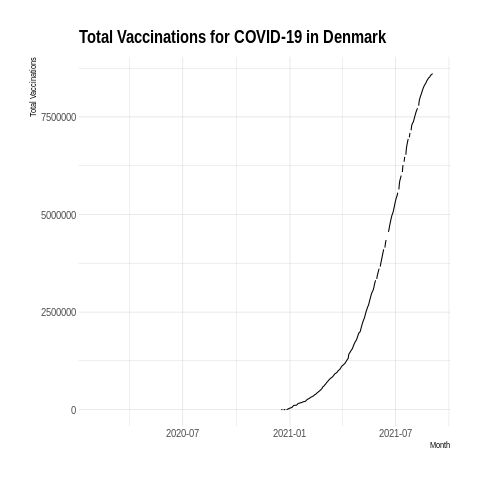 Total Vaccinations for COVID-19 in Denmark
Total Vaccinations
7500000
5000000
2500000
0
2020-07
2021-01
2021-07
Month